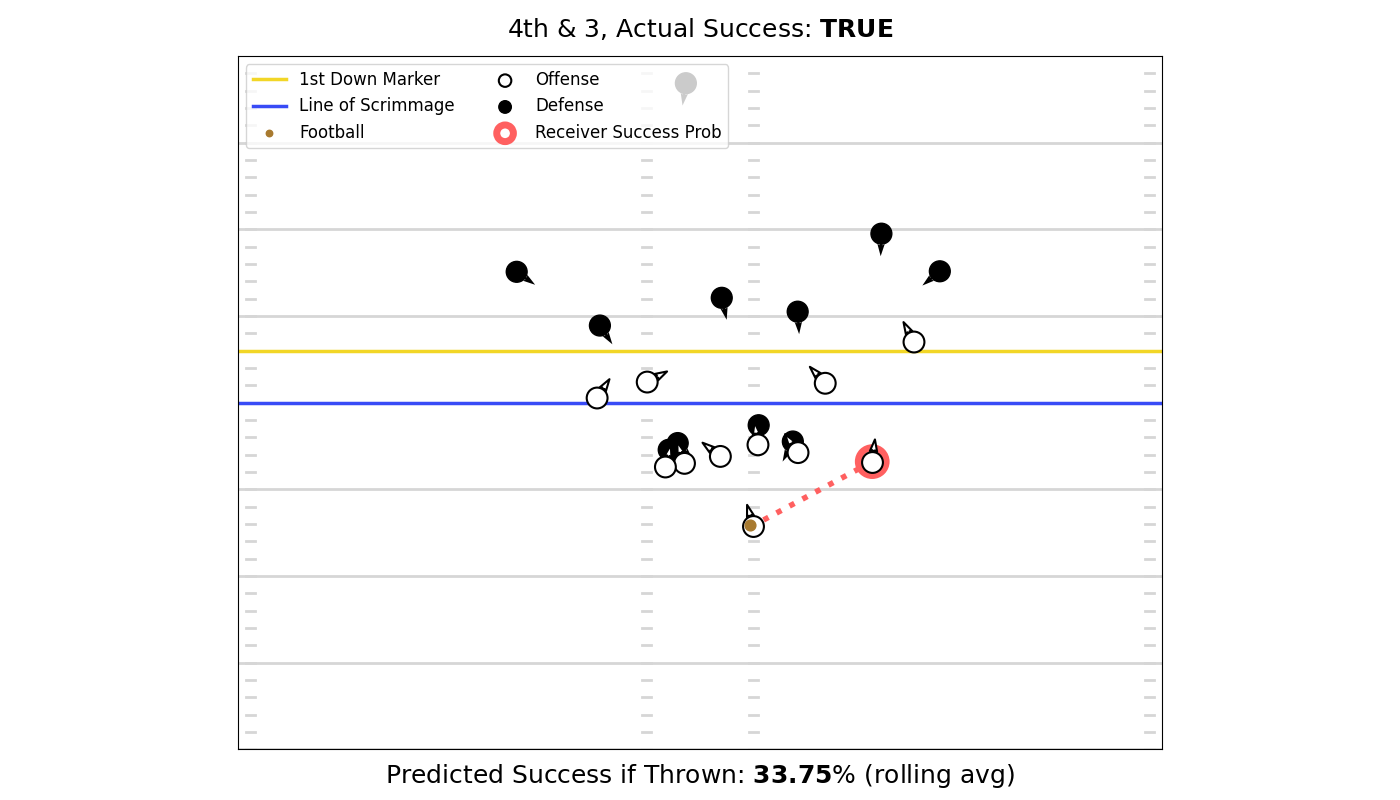 4th & 3, Actual Success: TRUE
1st Down Marker
Line of Scrimmage
Football
Offense
Defense
Receiver Success Prob
Predicted Success if Thrown: 33.75% (rolling avg)